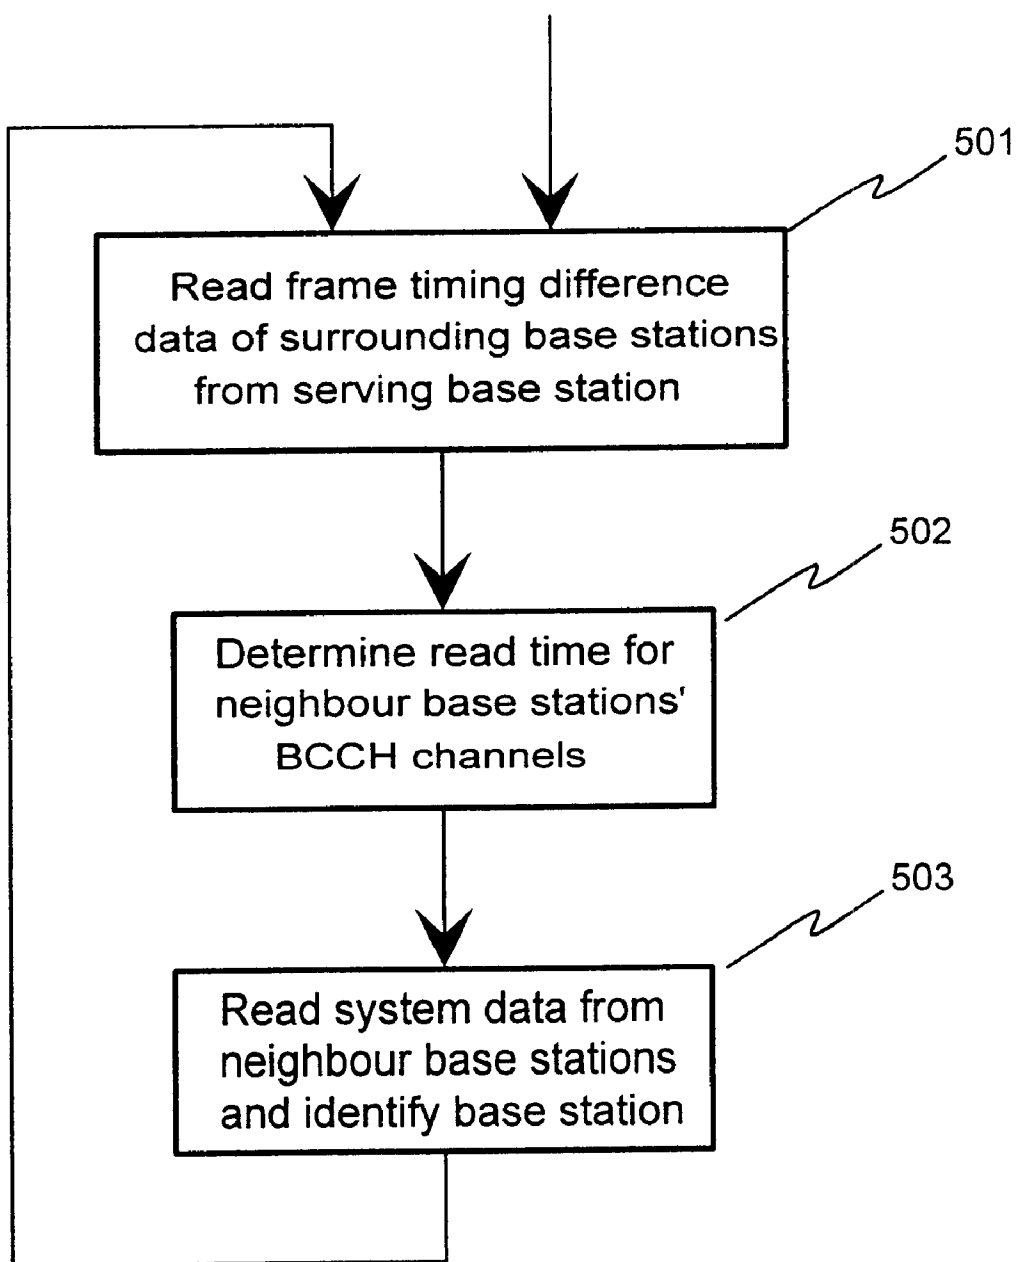 501
Read frame timing difference
data of surrounding base stations
from serving base station
502
Determine read time for
neighbour base stations'
BCCH channels
503
Read system data from
neighbour base stations
and identify base station